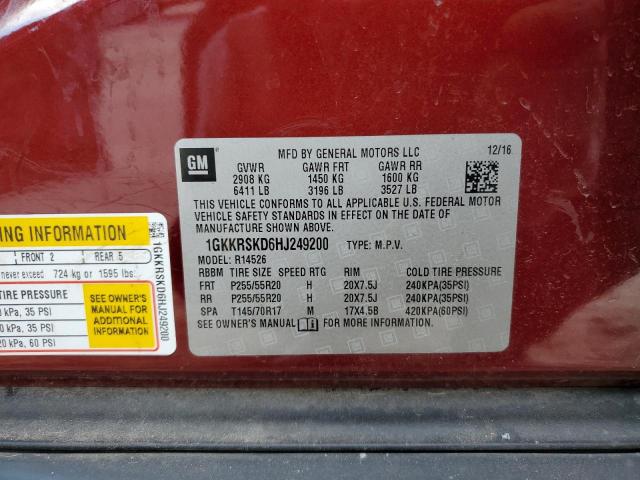 GM
MFD BY GENERAL MOTORS LLC 12/16
GVWR GAWR FRT GAWR RR
2908 KG 1450 KG 1600 KG
6411 LB 3196 LB 3527 LB
THIS VEHICLE CONFORMS TO ALL APPLICABLE U.S. FEDERAL MOTOR
VEHICLE SAFETY STANDARDS IN EFFECT ON THE DATE OF
MANUFACTURE SHOWN ABOVE.
1GKKRSKD6HJ249200 TYPE: M.P.V.
MODEL: R14526
RBBM TIRE SIZE SPEED RTG RIM COLD TIRE PRESSURE
FRT P255/55R20 H 20X7.5J 240KPA(35PSI)
RR P255/55R20 H 20X7.5J 240KPA(35PSI)
SPA T145/70R17 M 17X4.5B 420KPA(60PSI)
SEE OWNER'S MANUAL FOR MORE INFORMATION.
NG INFORMATION
FRONT 2 REAR 5
never exceed 724 kg or 1595 lbs.
TIRE PRESSURE
kPa, 35 PSI
kPa, 35 PSI
20 kPa, 60 PSI
SEE OWNER'S
MANUAL FOR
ADDITIONAL
INFORMATION
1GKKRSKD6HJ249200